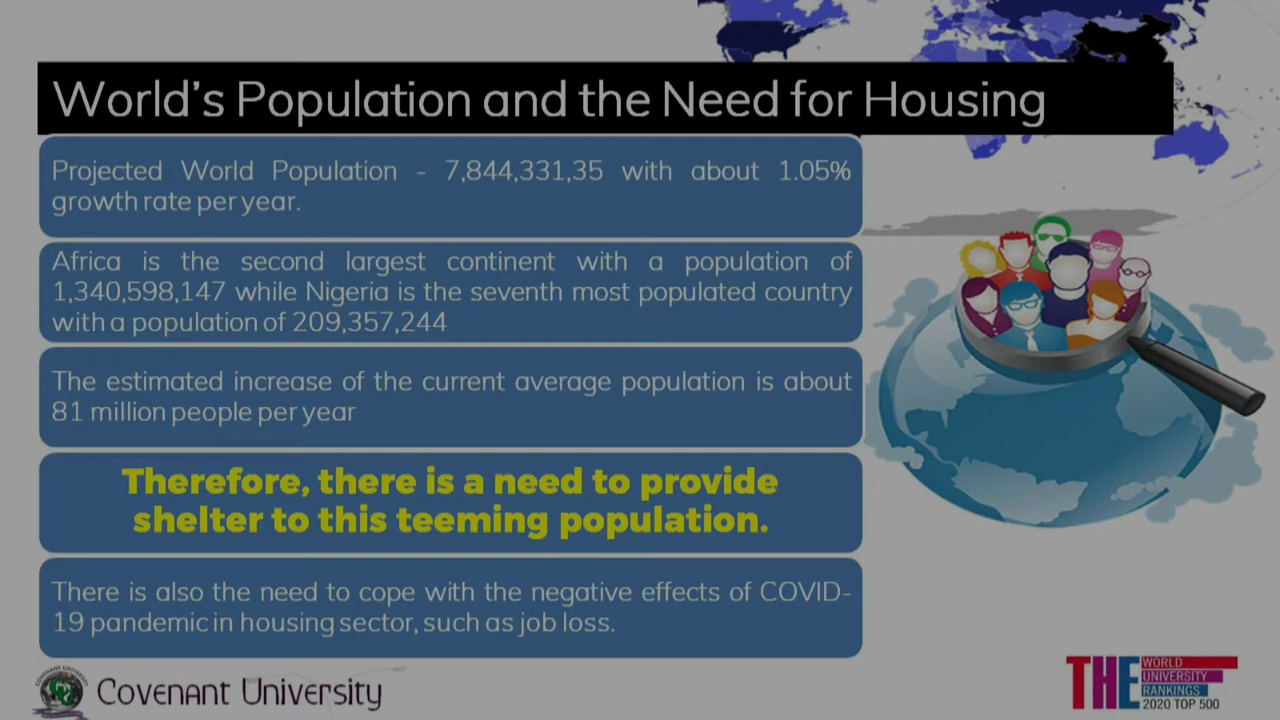 World's Population and the Need for Housing
Projected World Population - 7,844,331,35 with about 1.05%
growth rate per year.
Africa is the second largest continent with a population of
1,340,598,147 while Nigeria is the seventh most populated country
with a population of 209,357,244
The estimated increase of the current average population is about
81 million people per year
Therefore, there is a need to provide
shelter to this teeming population.
There is also the need to cope with the negative effects of COVID-
19 pandemic in housing sector, such as job loss.
Covenant University
THE WORLD
UNIVERSITY
RANKINGS
2020 TOP 500